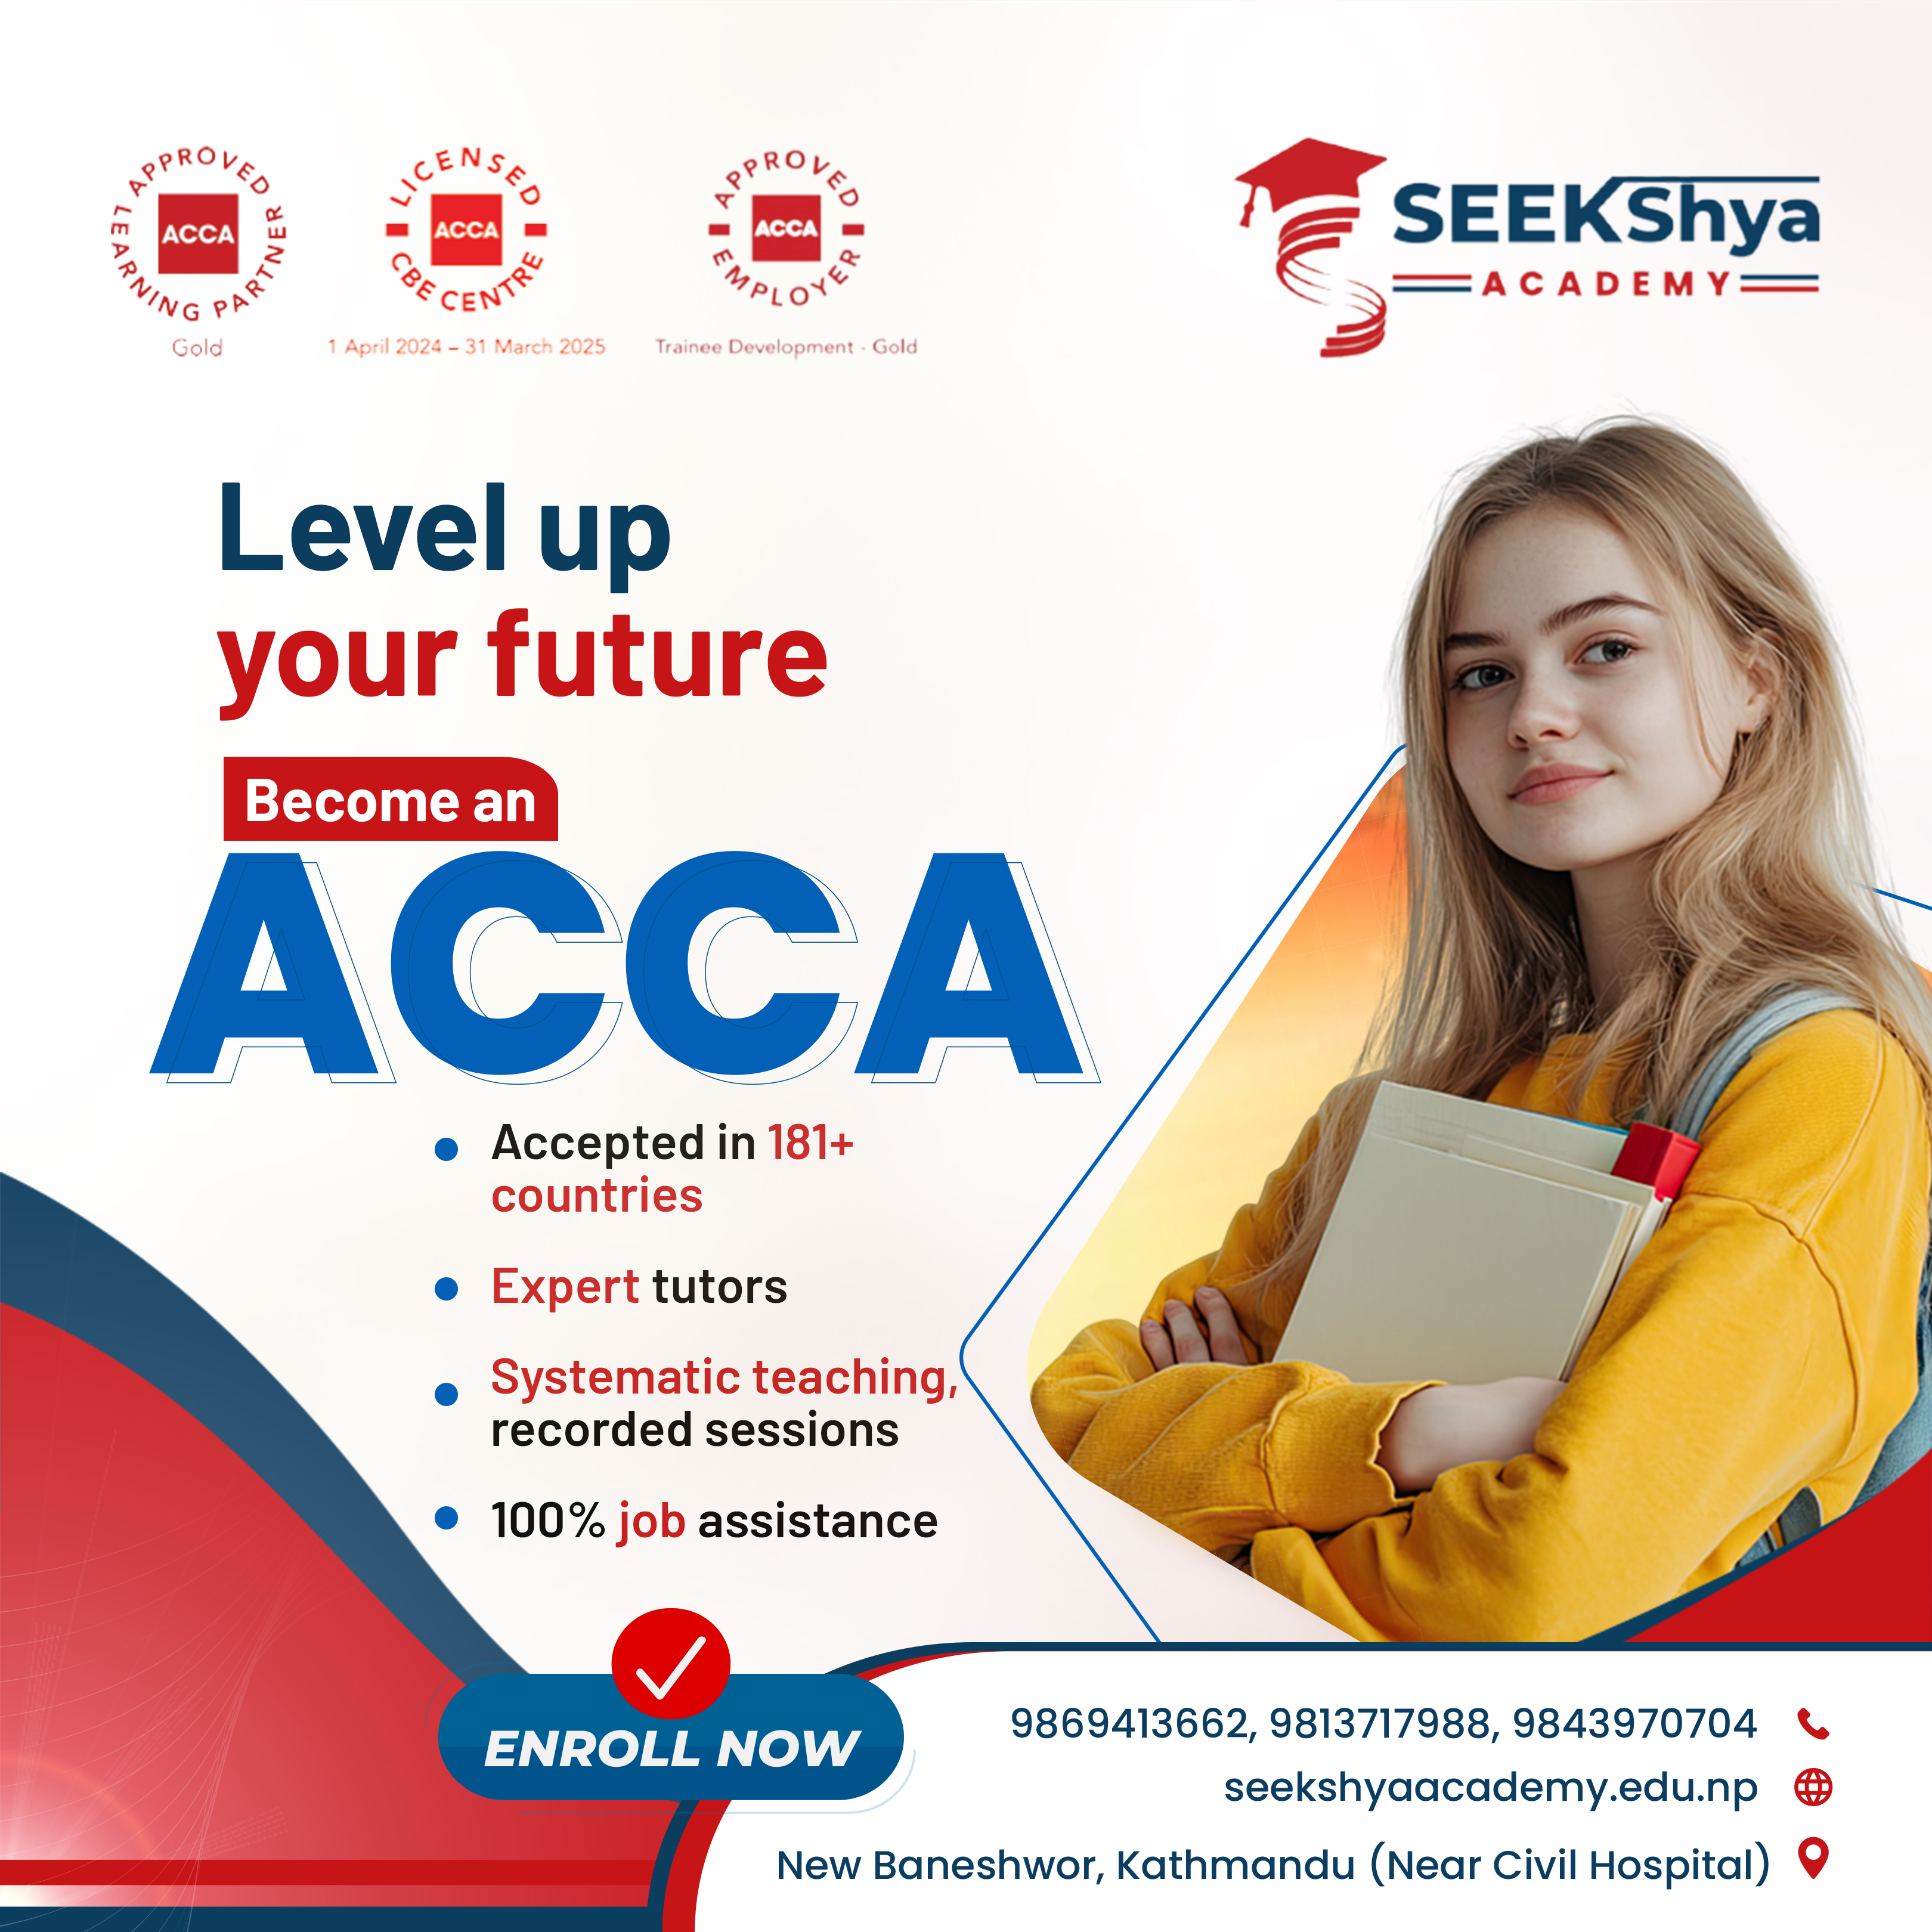 APPROVED
ACCA
LEARNING PARTNER
Gold
LICENSED
ACCA
CBE CENTRE
1 April 2024 – 31 March 2025
APPROVED
ACCA
EMPLOYER
Trainee Development - Gold
SEEKShya
ACADEMY
Level up
your future
Become an
ACCA
Accepted in 181+
countries
Expert tutors
Systematic teaching,
recorded sessions
100% job assistance
ENROLL NOW
9869413662, 9813717988, 9843970704
seekshyaacademy.edu.np
New Baneshwor, Kathmandu (Near Civil Hospital)